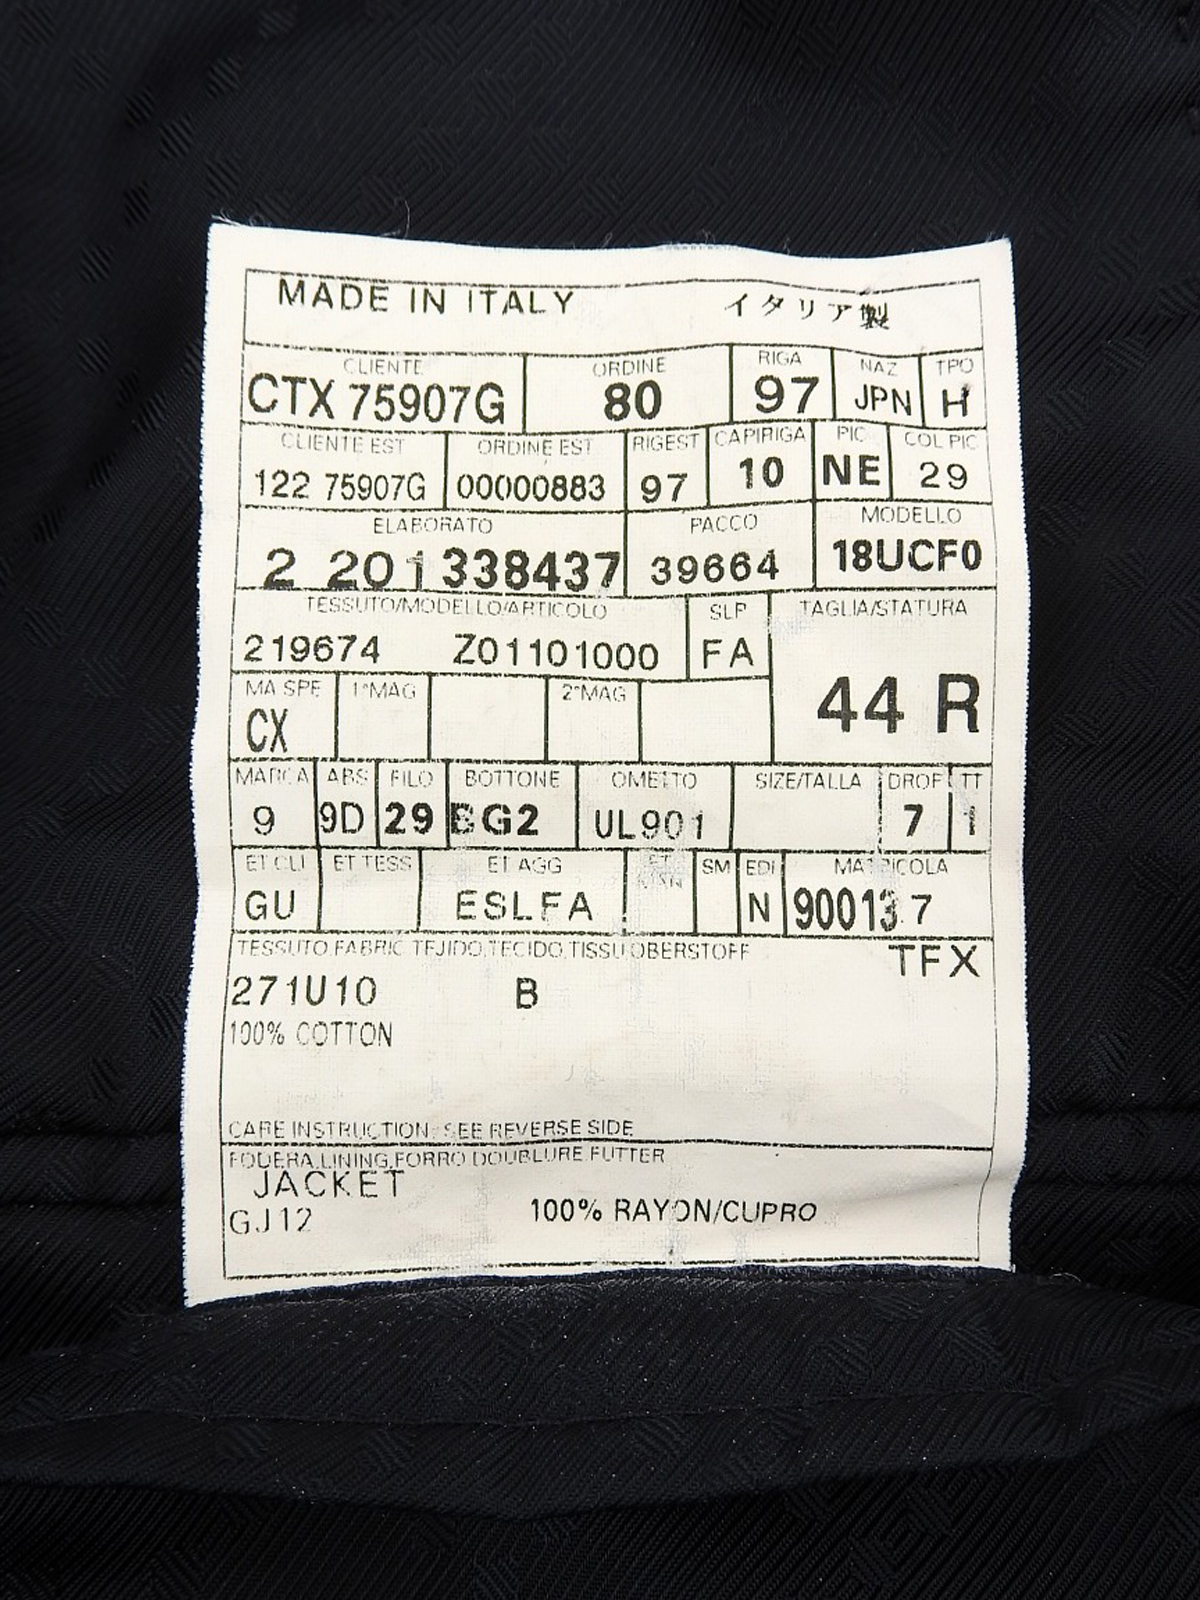 MADE IN ITALY イタリア製
CLIENTE ORDINE RIGA NAZ TPO
CTX 75907G 80 97 JPN H
CLIENTE EST ORDINE EST RIGEST CAPIRIGA PIC COL PIC
122 75907G 00000883 97 10 NE 29
ELABORATO PACCO MODELLO
2 201338437 39664 18UCF0
TESSUTO/MODELLO/ARTICOLO SLP TAGLIA/STATURA
219674 Z01101000 FA
44 R
MA SPE 1°MAG 2°MAG
CX
MARCA ABS FILO BOTTONE OMETTO SIZE/TALLA DROP TT
9 9D 29 BG2 UL901 7 1
ET CLI ET TESS ET AGG ET MAN SM EDI MATRICOLA
GU ESLFA N 90013 7
TESSUTO,FABRIC TEJIDO,TECIDO,TISSU,OBERSTOFF TFX
271U10 B
100% COTTON
CARE INSTRUCTION: SEE REVERSE SIDE
FODERA,LINING,FORRO DOUBLURE FUTTER
JACKET
GJ12 100% RAYON/CUPRO